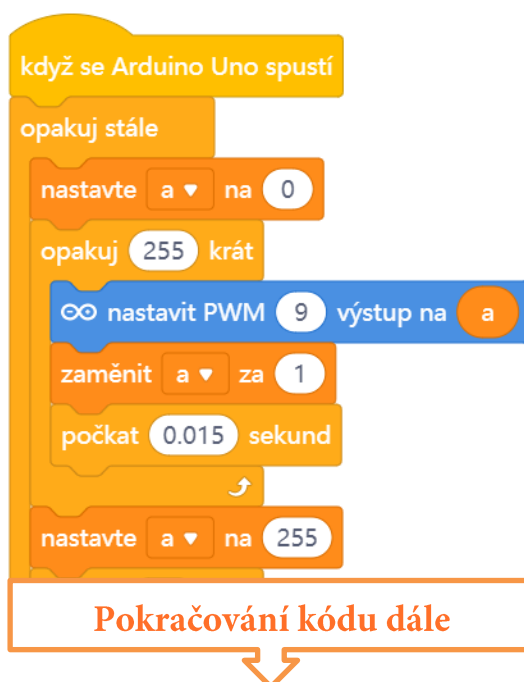 když se Arduino Uno spustí
opakuj stále
nastavte a na 0
opakuj 255 krát
nastavit PWM 9 výstup na a
zaměnit a za 1
počkat 0.015 sekund
nastavte a na 255
Pokračování kódu dále